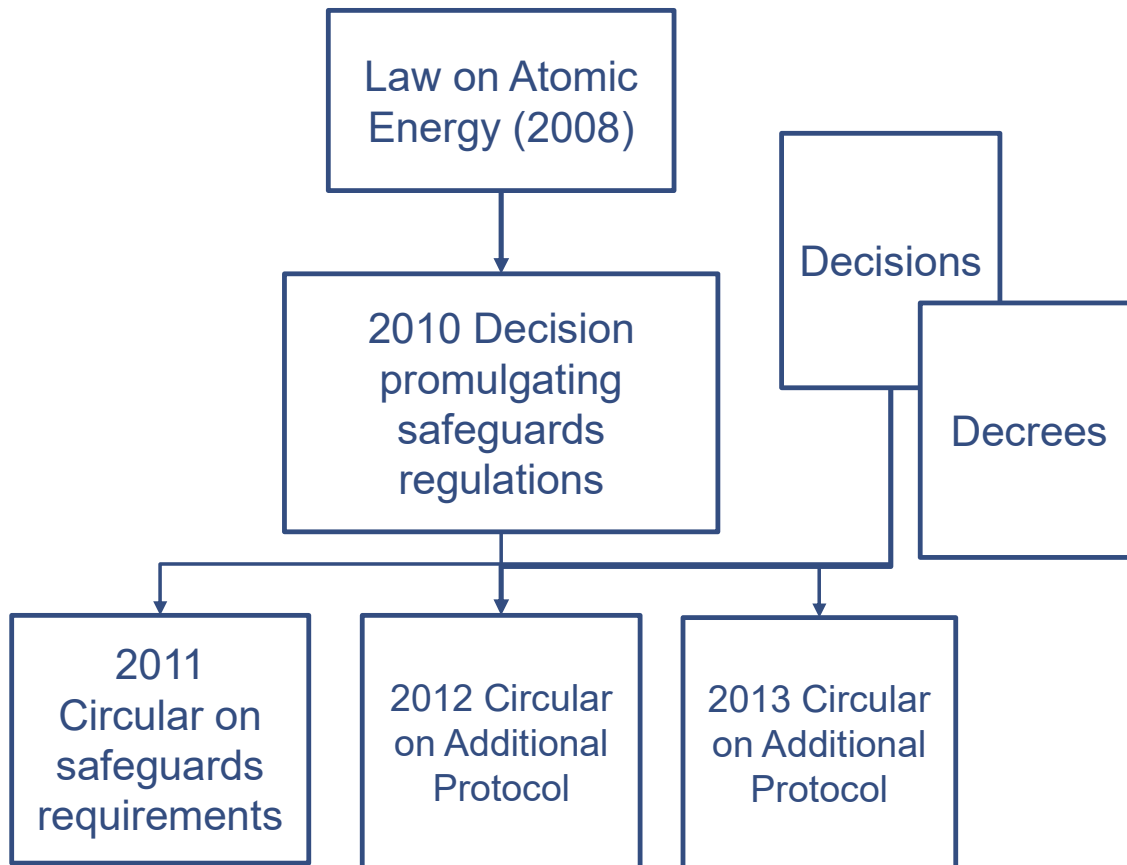 Law on Atomic
Energy (2008)
Decisions
2010 Decision
promulgating
safeguards
regulations
Decrees
2011
Circular on
safeguards
requirements
2012 Circular
on Additional
Protocol
2013 Circular
on Additional
Protocol